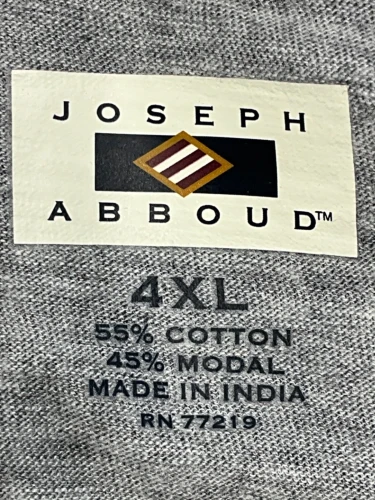 JOSEPH
ABBOUD™
4XL
55% COTTON
45% MODAL
MADE IN INDIA
RN 77219